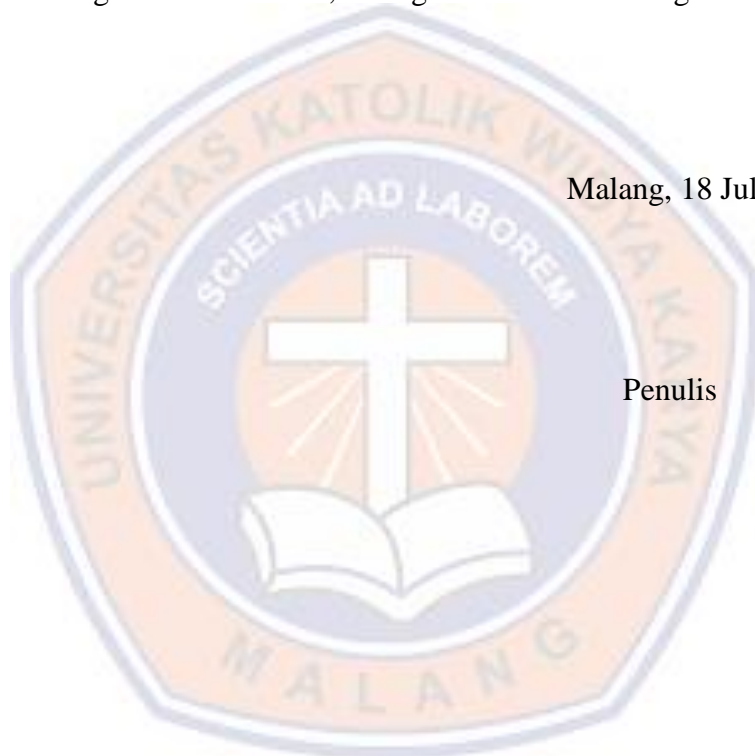 UNIVERSITAS KATOLIK WIDYA KARYA
SCIENTIA AD LABOREM
Malang, 18 Jul
Penulis
MALANG